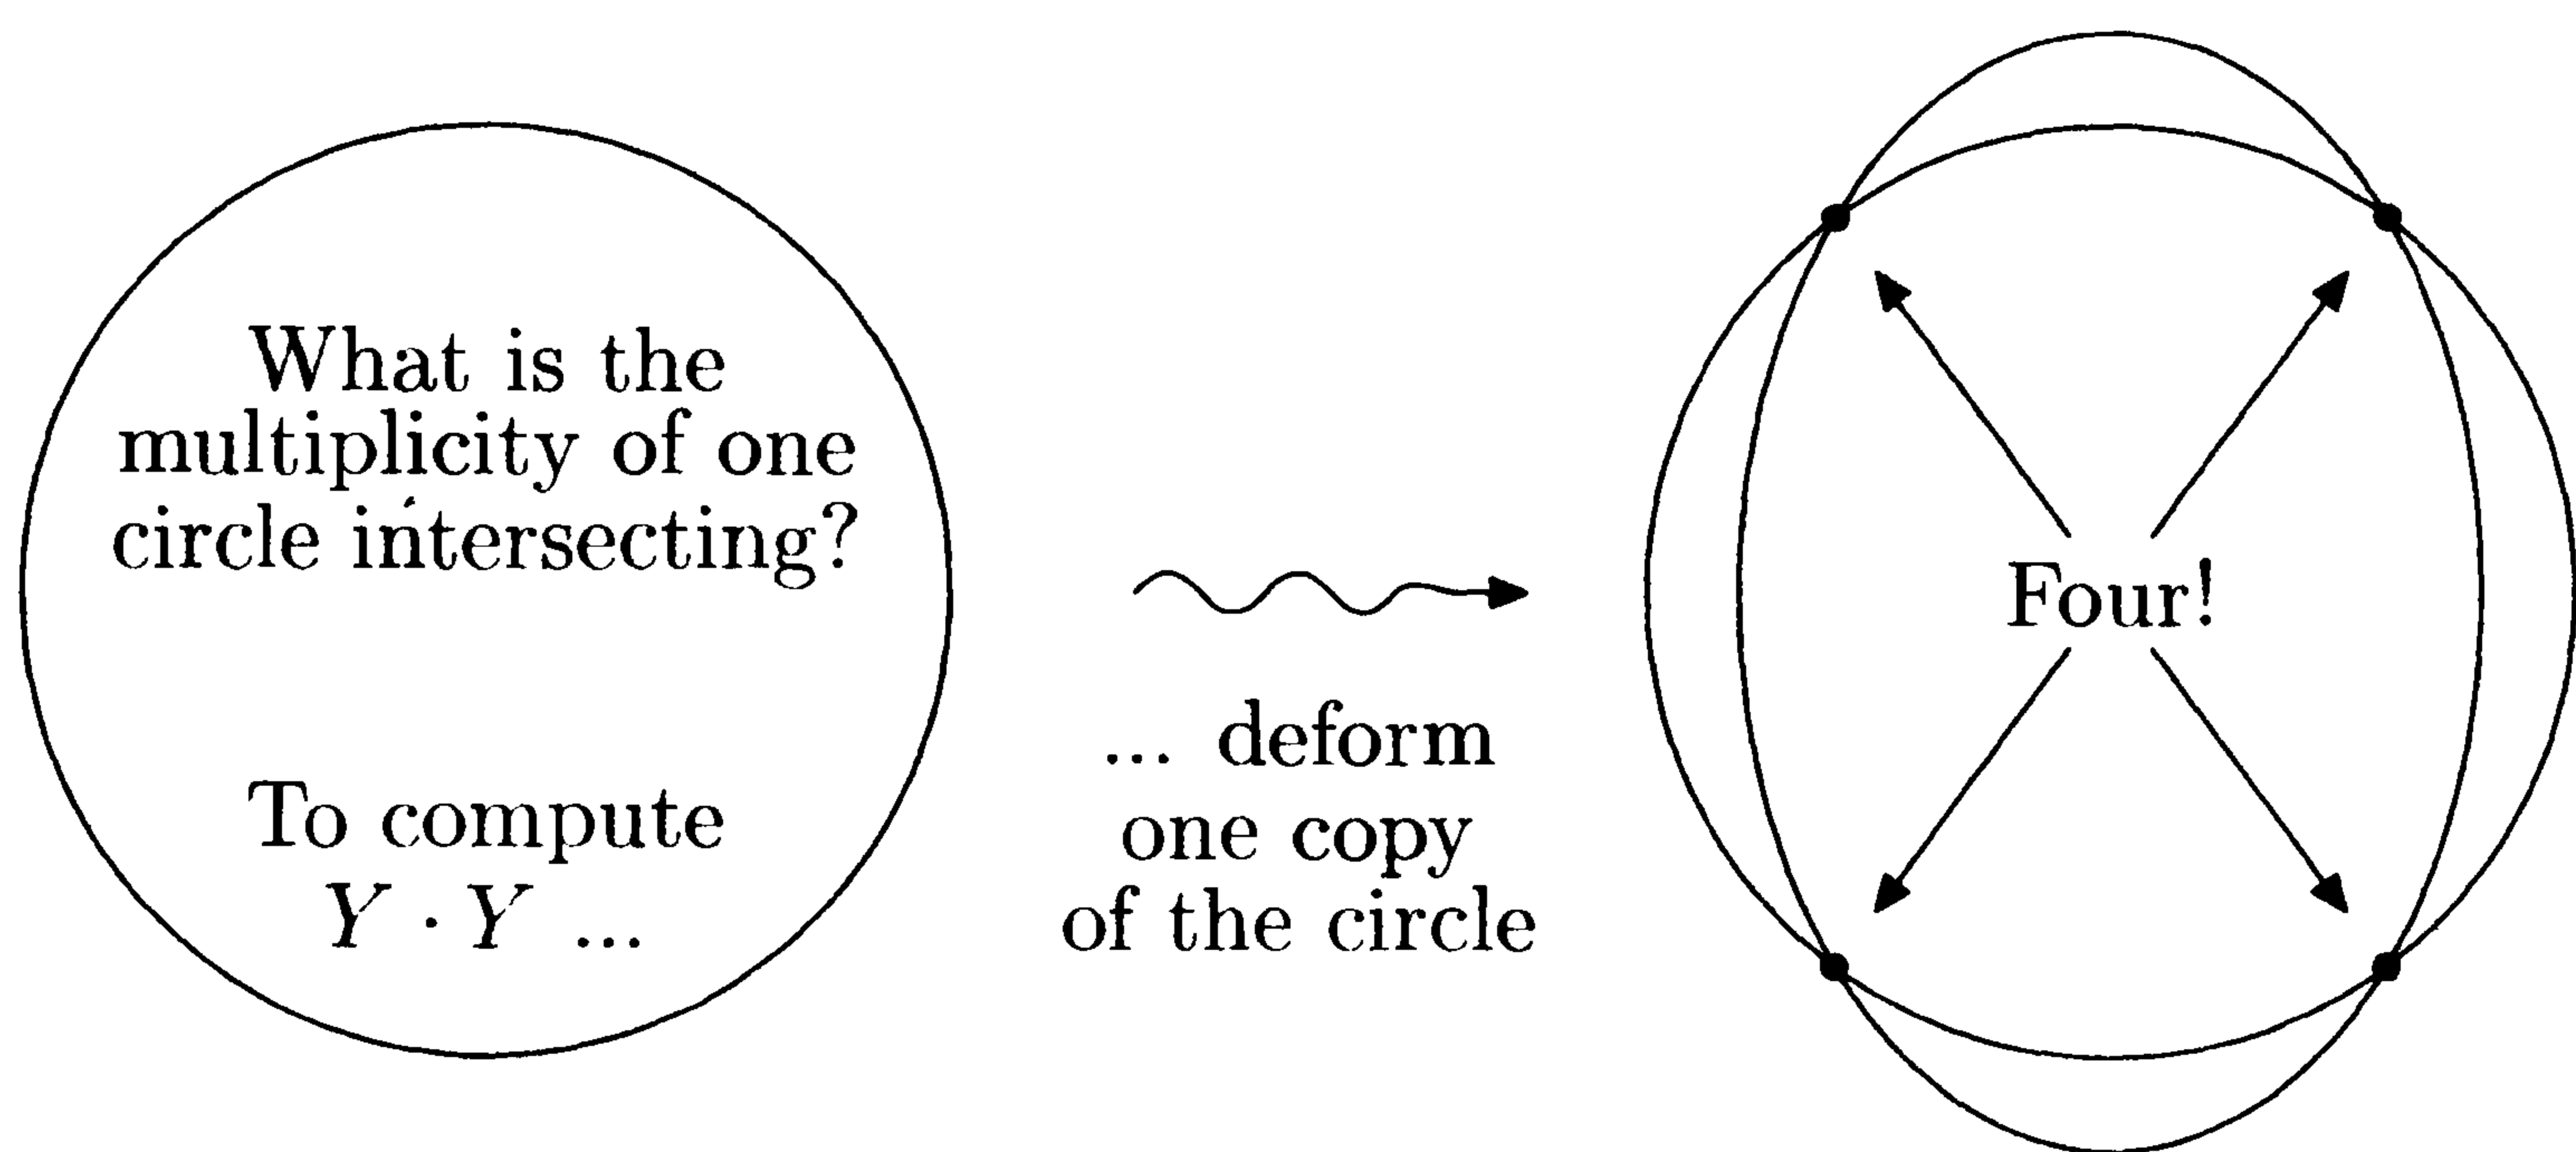 What is the
multiplicity of one
circle intersecting?
To compute
Y · Y ...
... deform
one copy
of the circle
Four!